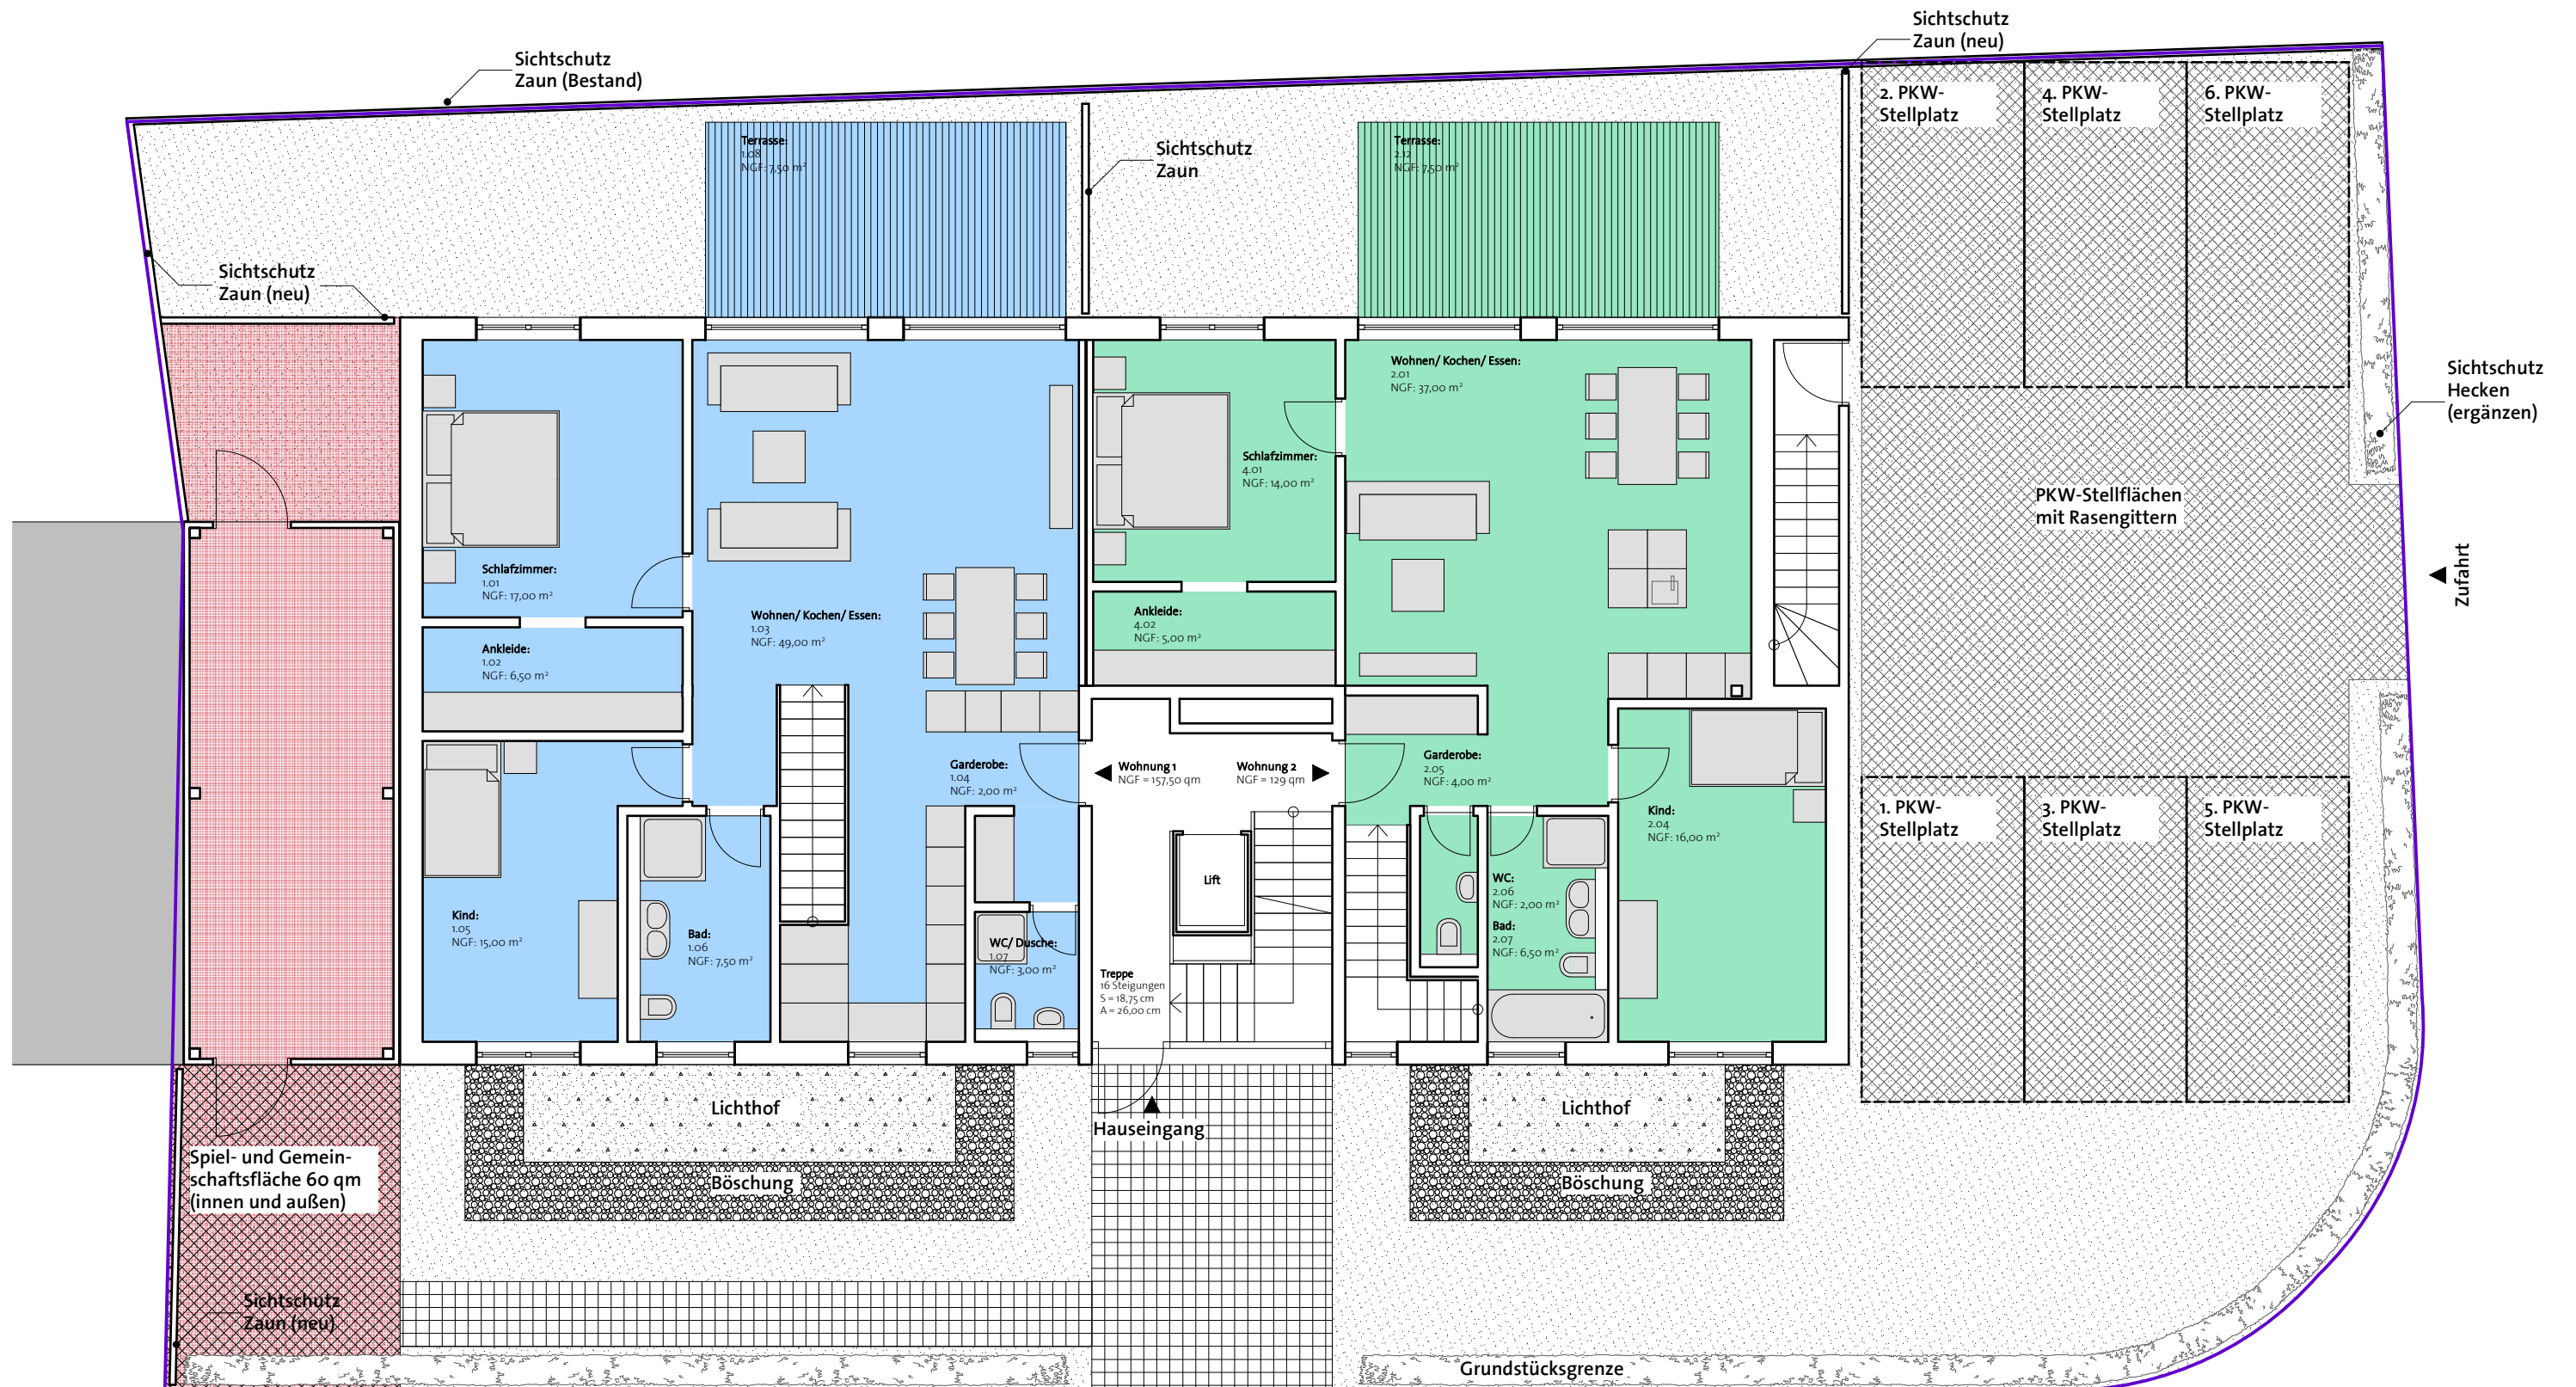 Sichtschutz
Zaun (neu)
Sichtschutz
Zaun (Bestand)
2. PKW-
Stellplatz
4. PKW-
Stellplatz
6. PKW-
Stellplatz
Terrasse:
1.08
NGF: 7,50 m²
Sichtschutz
Zaun
Terrasse:
2.12
NGF: 7,50 m²
Sichtschutz
Zaun (neu)
Sichtschutz
Hecken
(ergänzen)
Wohnen/ Kochen/ Essen:
2.01
NGF: 37,00 m²
Schlafzimmer:
4.01
NGF: 14,00 m²
PKW-Stellflächen
mit Rasengittern
Zufahrt
Schlafzimmer:
1.01
NGF: 17,00 m²
Wohnen/ Kochen/ Essen:
1.03
NGF: 49,00 m²
Ankleide:
4.02
NGF: 5,00 m²
Ankleide:
1.02
NGF: 6,50 m²
Garderobe:
1.04
NGF: 2,00 m²
Wohnung 1
NGF = 157,50 qm
Wohnung 2
NGF = 129 qm
Garderobe:
2.05
NGF: 4,00 m²
Kind:
2.04
NGF: 16,00 m²
1. PKW-
Stellplatz
3. PKW-
Stellplatz
5. PKW-
Stellplatz
Lift
WC:
2.06
NGF: 2,00 m²
Bad:
2.07
NGF: 6,50 m²
Kind:
1.05
NGF: 15,00 m²
Bad:
1.06
NGF: 7,50 m²
WC/ Dusche:
1.07
NGF: 3,00 m²
Treppe
16 Steigungen
S = 18,75 cm
A = 26,00 cm
Lichthof
Hauseingang
Lichthof
Spiel- und Gemein-
schaftsfläche 60 qm
(innen und außen)
Böschung
Böschung
Sichtschutz
Zaun (neu)
Grundstücksgrenze